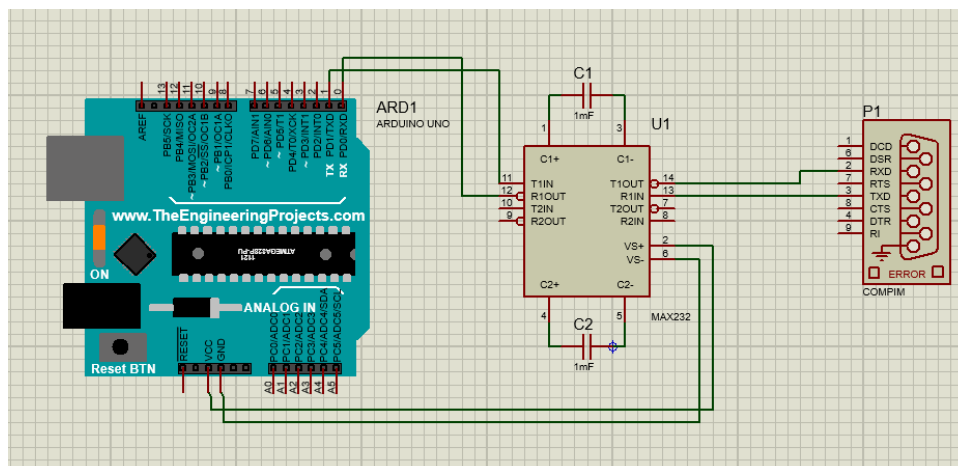 13
12
11
10
9
8
7
6
5
4
3
2
1
0
AREF
PB5/SCK
PB4/MISO
~PB3/MOSI/OC2A
~PB2/SS/OC1B
~PB1/OC1A
PB0/ICP1/CLKO
PD7/AIN1
~PD6/AIN0
~PD5/T1
PD4/T0/XCK
~PD3/INT1
PD2/INT0
TX PD1/TXD
RX PD0/RXD
ARD1
ARDUINO UNO
www.TheEngineeringProjects.com
ATMEGA328P-PU
1121
ON
ANALOG IN
Reset BTN
RESET
VCC
GND
PC0/ADC0
PC1/ADC1
PC2/ADC2
PC3/ADC3
PC4/ADC4/SDA
PC5/ADC5/SCL
A0
A1
A2
A3
A4
A5
C1
1mF
U1
1 3
C1+ C1-
11 T1IN T1OUT 14
12 R1OUT R1IN 13
10 T2IN T2OUT 7
9 R2OUT R2IN 8
VS+ 2
VS- 6
C2+ C2-
4 5
MAX232
C2
1mF
P1
1 DCD
6 DSR
2 RXD
7 RTS
3 TXD
8 CTS
4 DTR
9 RI
ERROR
COMPIM